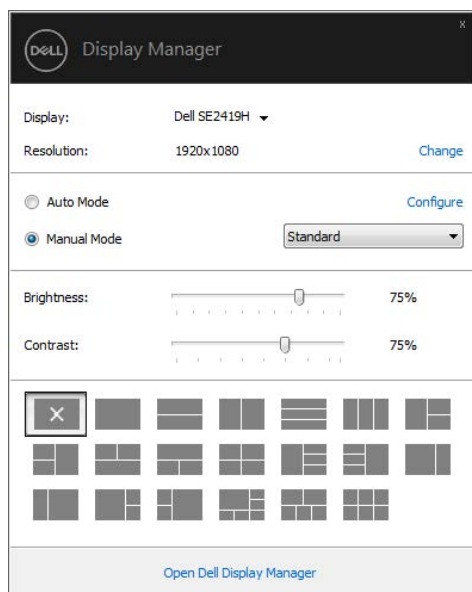 x
DELL Display Manager
Display: Dell SE2419H
Resolution: 1920x1080 Change
Auto Mode Configure
Manual Mode Standard
Brightness: 75%
Contrast: 75%
Open Dell Display Manager